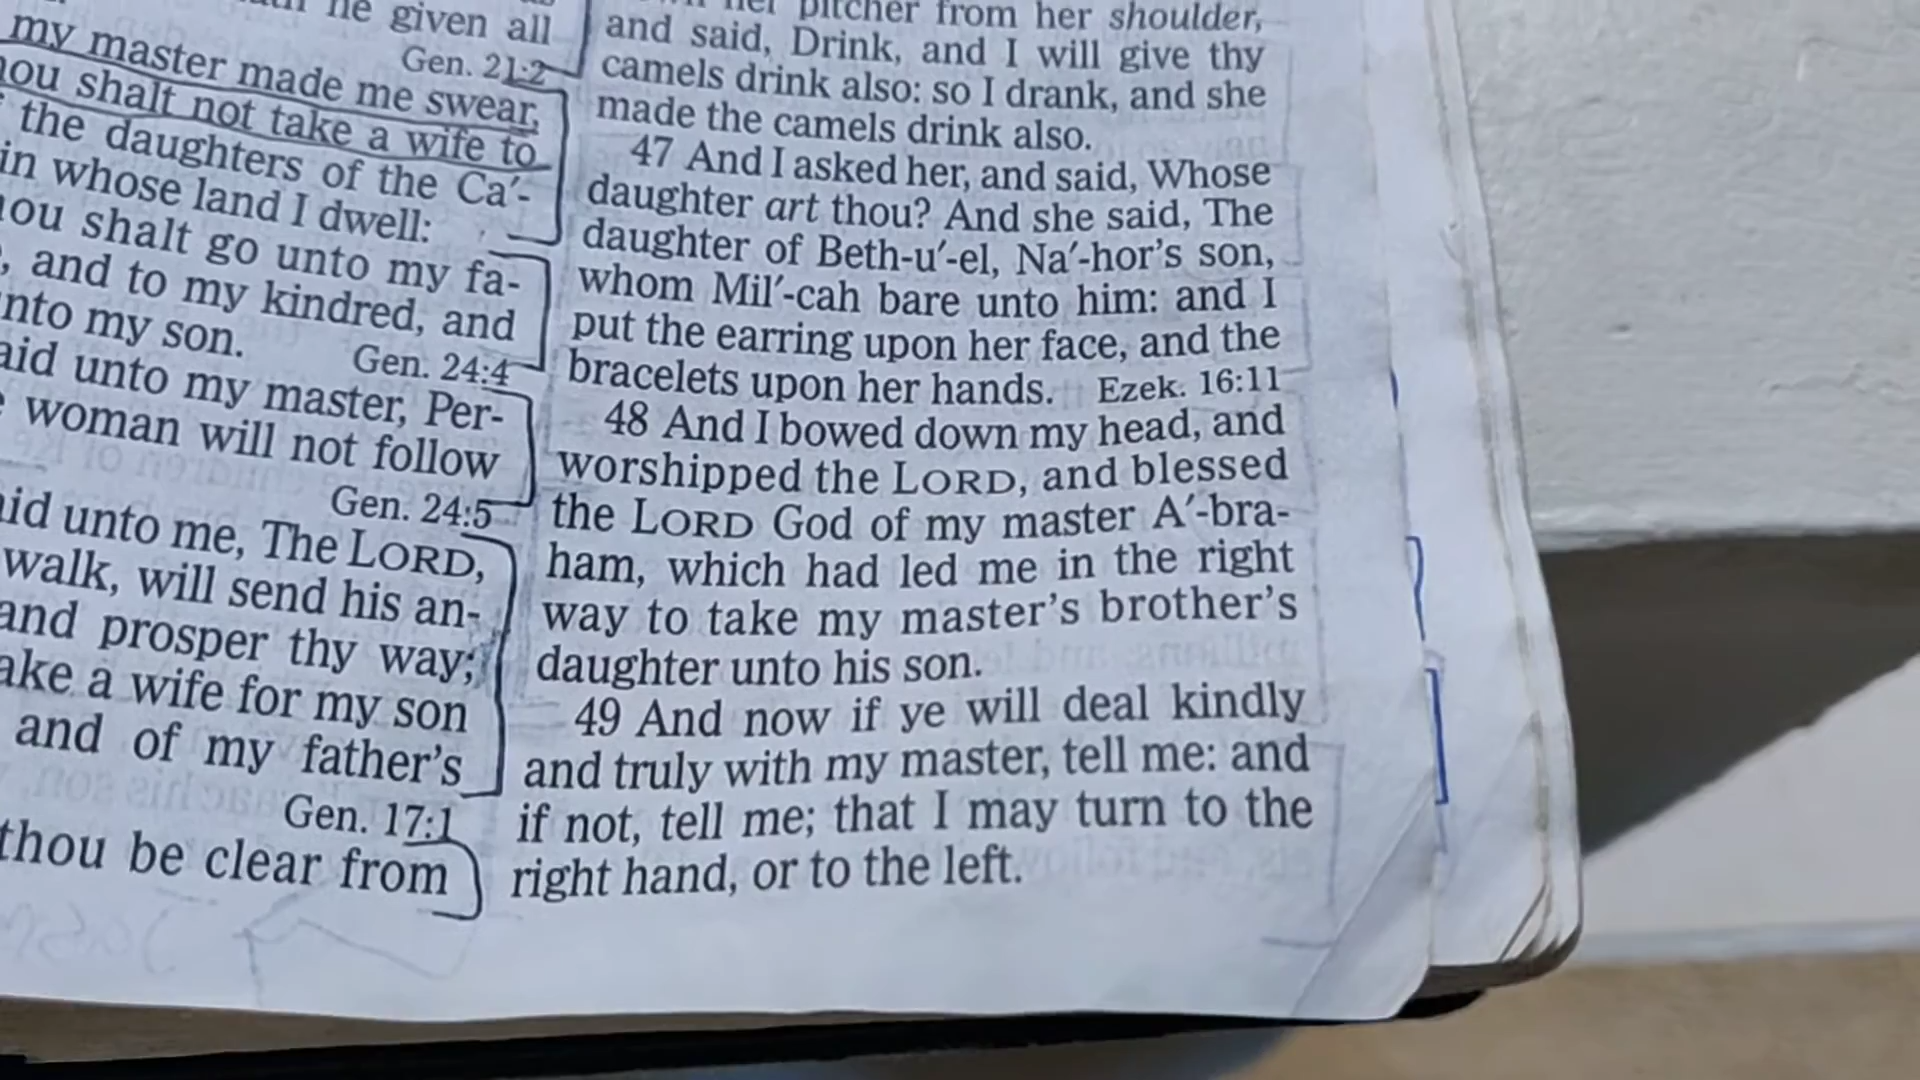 he given all
my master made me swear,
shalt not take a wife to
the daughters of the Ca′-
in whose land I dwell:
shalt go unto my fa-
, and to my kindred, and
my son.
Gen. 21:2
Gen. 24:4
unto my master, Per-
woman will not follow
Gen. 24:5
unto me, The LORD,
walk, will send his an-
and prosper thy way;
a wife for my son
and of my father's
Gen. 17:1
thou be clear from
pitcher from her shoulder,
and said, Drink, and I will give thy
camels drink also: so I drank, and she
made the camels drink also.
47 And I asked her, and said, Whose
daughter art thou? And she said, The
daughter of Beth-u′-el, Na′-hor's son,
whom Mil′-cah bare unto him: and I
put the earring upon her face, and the
bracelets upon her hands. Ezek. 16:11
48 And I bowed down my head, and
worshipped the LORD, and blessed
the LORD God of my master A′-bra-
ham, which had led me in the right
way to take my master's brother's
daughter unto his son.
49 And now if ye will deal kindly
and truly with my master, tell me: and
if not, tell me; that I may turn to the
right hand, or to the left.